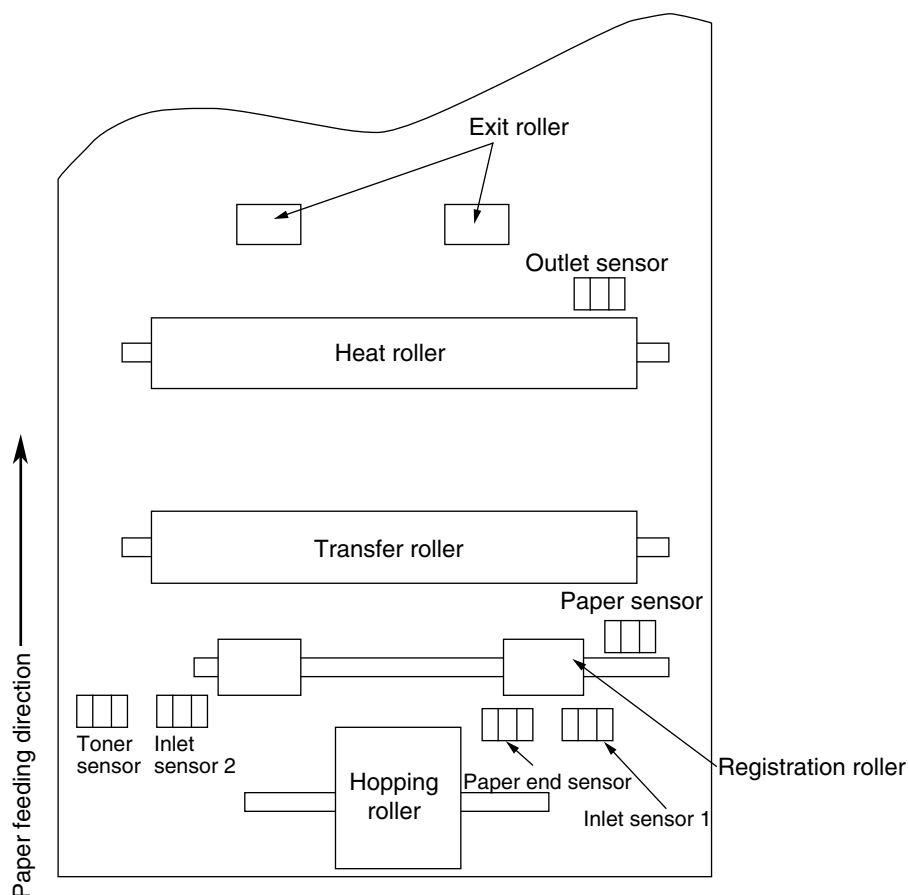 Exit roller
Outlet sensor
Heat roller
Transfer roller
Paper sensor
Toner
sensor
Inlet
sensor 2
Hopping
roller
Paper end sensor
Registration roller
Inlet sensor 1
Paper feeding direction